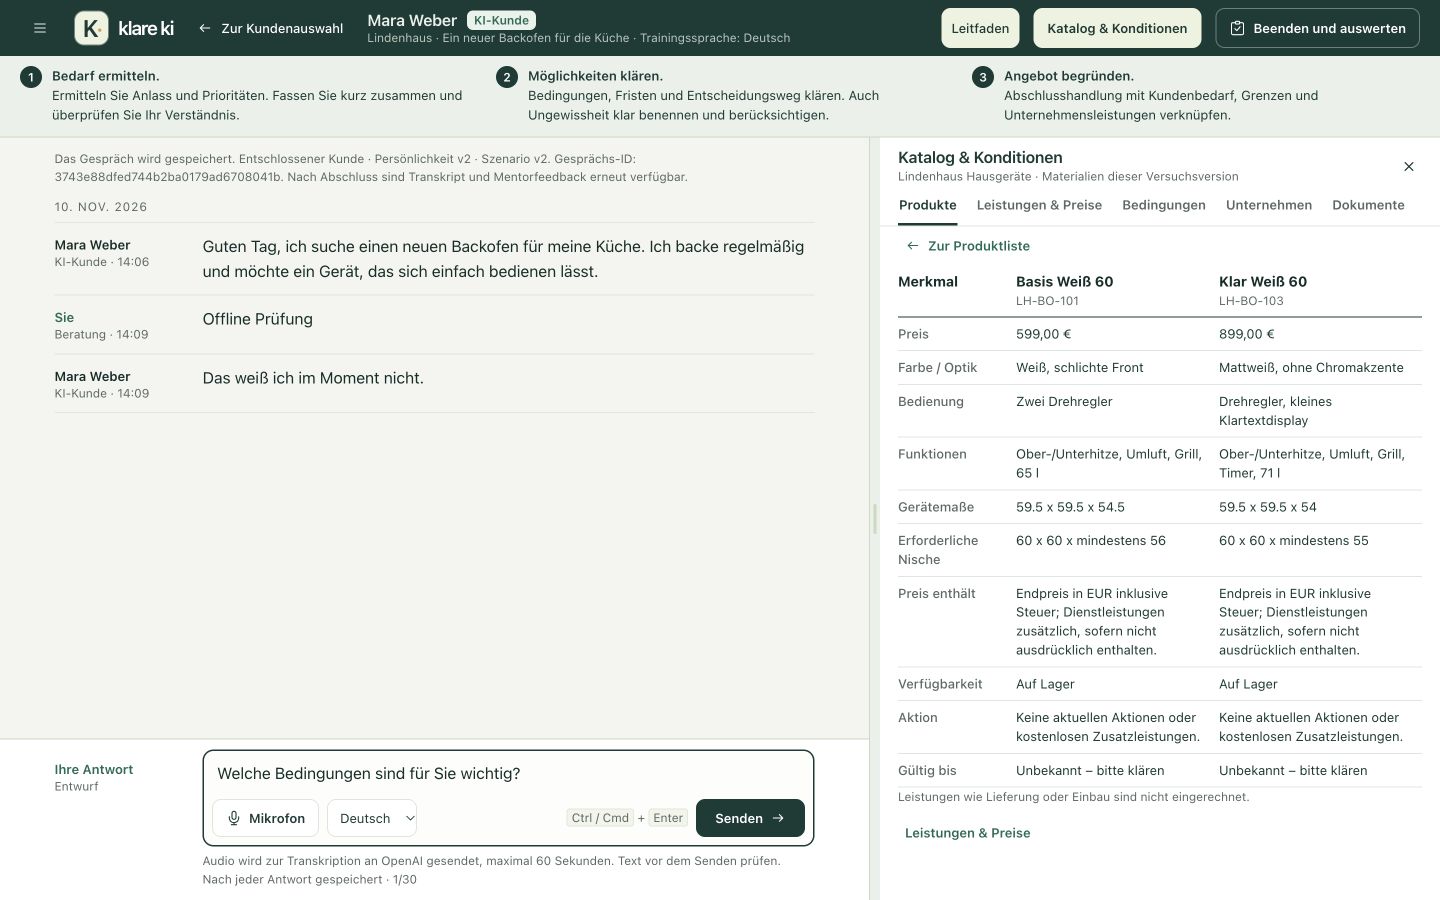 K.
klare ki
← Zur Kundenauswahl
Mara Weber KI-Kunde
Lindenhaus · Ein neuer Backofen für die Küche · Trainingssprache: Deutsch
Leitfaden
Katalog & Konditionen
Beenden und auswerten
1 Bedarf ermitteln.
Ermitteln Sie Anlass und Prioritäten. Fassen Sie kurz zusammen und
überprüfen Sie Ihr Verständnis.
2 Möglichkeiten klären.
Bedingungen, Fristen und Entscheidungsweg klären. Auch
Ungewissheit klar benennen und berücksichtigen.
3 Angebot begründen.
Abschlusshandlung mit Kundenbedarf, Grenzen und
Unternehmensleistungen verknüpfen.
Das Gespräch wird gespeichert. Entschlossener Kunde · Persönlichkeit v2 · Szenario v2. Gesprächs-ID:
3743e88dfed744b2ba0179ad6708041b. Nach Abschluss sind Transkript und Mentorfeedback erneut verfügbar.
10. NOV. 2026
Mara Weber
KI-Kunde · 14:06
Guten Tag, ich suche einen neuen Backofen für meine Küche. Ich backe regelmäßig
und möchte ein Gerät, das sich einfach bedienen lässt.
Sie
Beratung · 14:09
Offline Prüfung
Mara Weber
KI-Kunde · 14:09
Das weiß ich im Moment nicht.
Ihre Antwort
Entwurf
Welche Bedingungen sind für Sie wichtig?
Mikrofon
Deutsch
Ctrl / Cmd + Enter
Senden →
Audio wird zur Transkription an OpenAI gesendet, maximal 60 Sekunden. Text vor dem Senden prüfen.
Nach jeder Antwort gespeichert · 1/30
Katalog & Konditionen
Lindenhaus Hausgeräte · Materialien dieser Versuchsversion
Produkte Leistungen & Preise Bedingungen Unternehmen Dokumente
← Zur Produktliste
Merkmal Basis Weiß 60 Klar Weiß 60
LH-BO-101 LH-BO-103
Preis 599,00 € 899,00 €
Farbe / Optik Weiß, schlichte Front Mattweiß, ohne Chromakzente
Bedienung Zwei Drehregler Drehregler, kleines
Klartextdisplay
Funktionen Ober-/Unterhitze, Umluft, Grill, Ober-/Unterhitze, Umluft, Grill,
65 l Timer, 71 l
Gerätemaße 59.5 x 59.5 x 54.5 59.5 x 59.5 x 54
Erforderliche 60 x 60 x mindestens 56 60 x 60 x mindestens 55
Nische
Preis enthält Endpreis in EUR inklusive Endpreis in EUR inklusive
Steuer; Dienstleistungen Steuer; Dienstleistungen
zusätzlich, sofern nicht zusätzlich, sofern nicht
ausdrücklich enthalten. ausdrücklich enthalten.
Verfügbarkeit Auf Lager Auf Lager
Aktion Keine aktuellen Aktionen oder Keine aktuellen Aktionen oder
kostenlosen Zusatzleistungen. kostenlosen Zusatzleistungen.
Gültig bis Unbekannt – bitte klären Unbekannt – bitte klären
Leistungen wie Lieferung oder Einbau sind nicht eingerechnet.
Leistungen & Preise